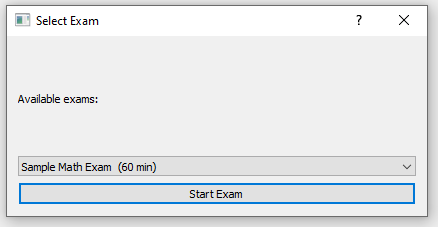 Select Exam
?
Available exams:
Sample Math Exam  (60 min)
Start Exam